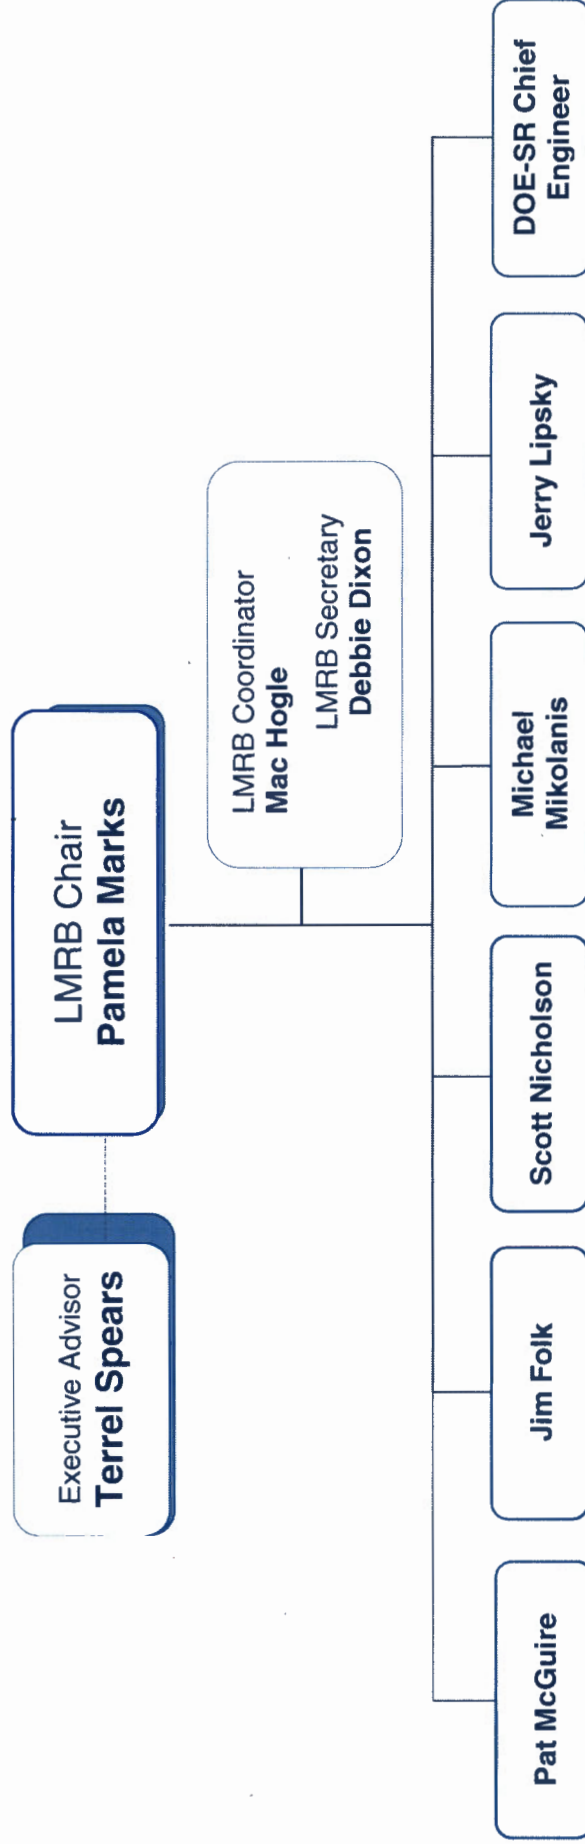 Executive Advisor
Terrel Spears
LMRB Chair
Pamela Marks
LMRB Coordinator
Mac Hogle
LMRB Secretary
Debbie Dixon
Pat McGuire
Jim Folk
Scott Nicholson
Michael
Mikolanis
Jerry Lipsky
DOE-SR Chief
Engineer